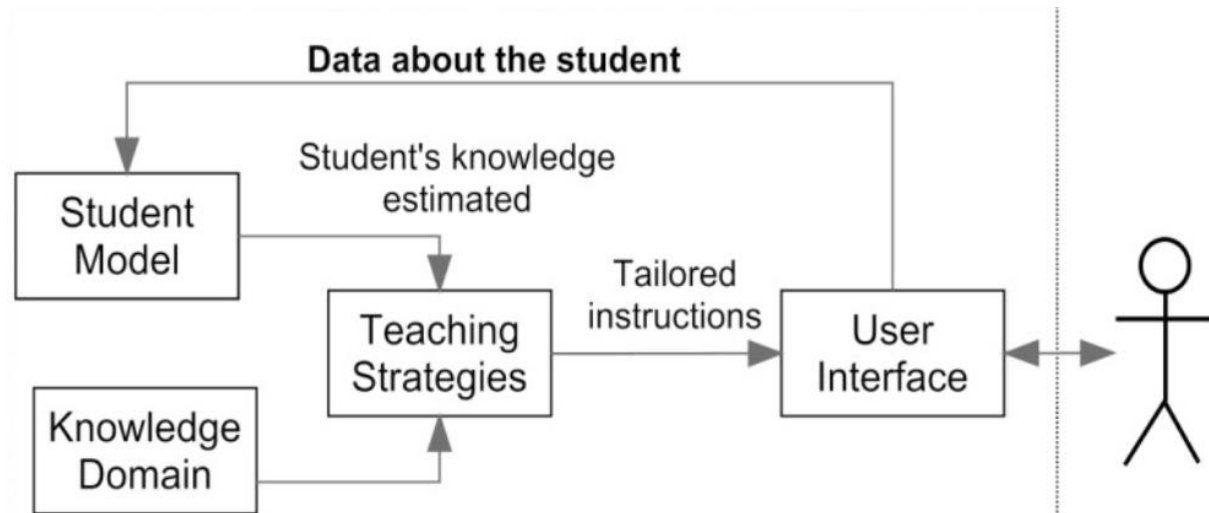 Data about the student
Student's knowledge
estimated
Student
Model
Tailored
instructions
Teaching
Strategies
User
Interface
Knowledge
Domain